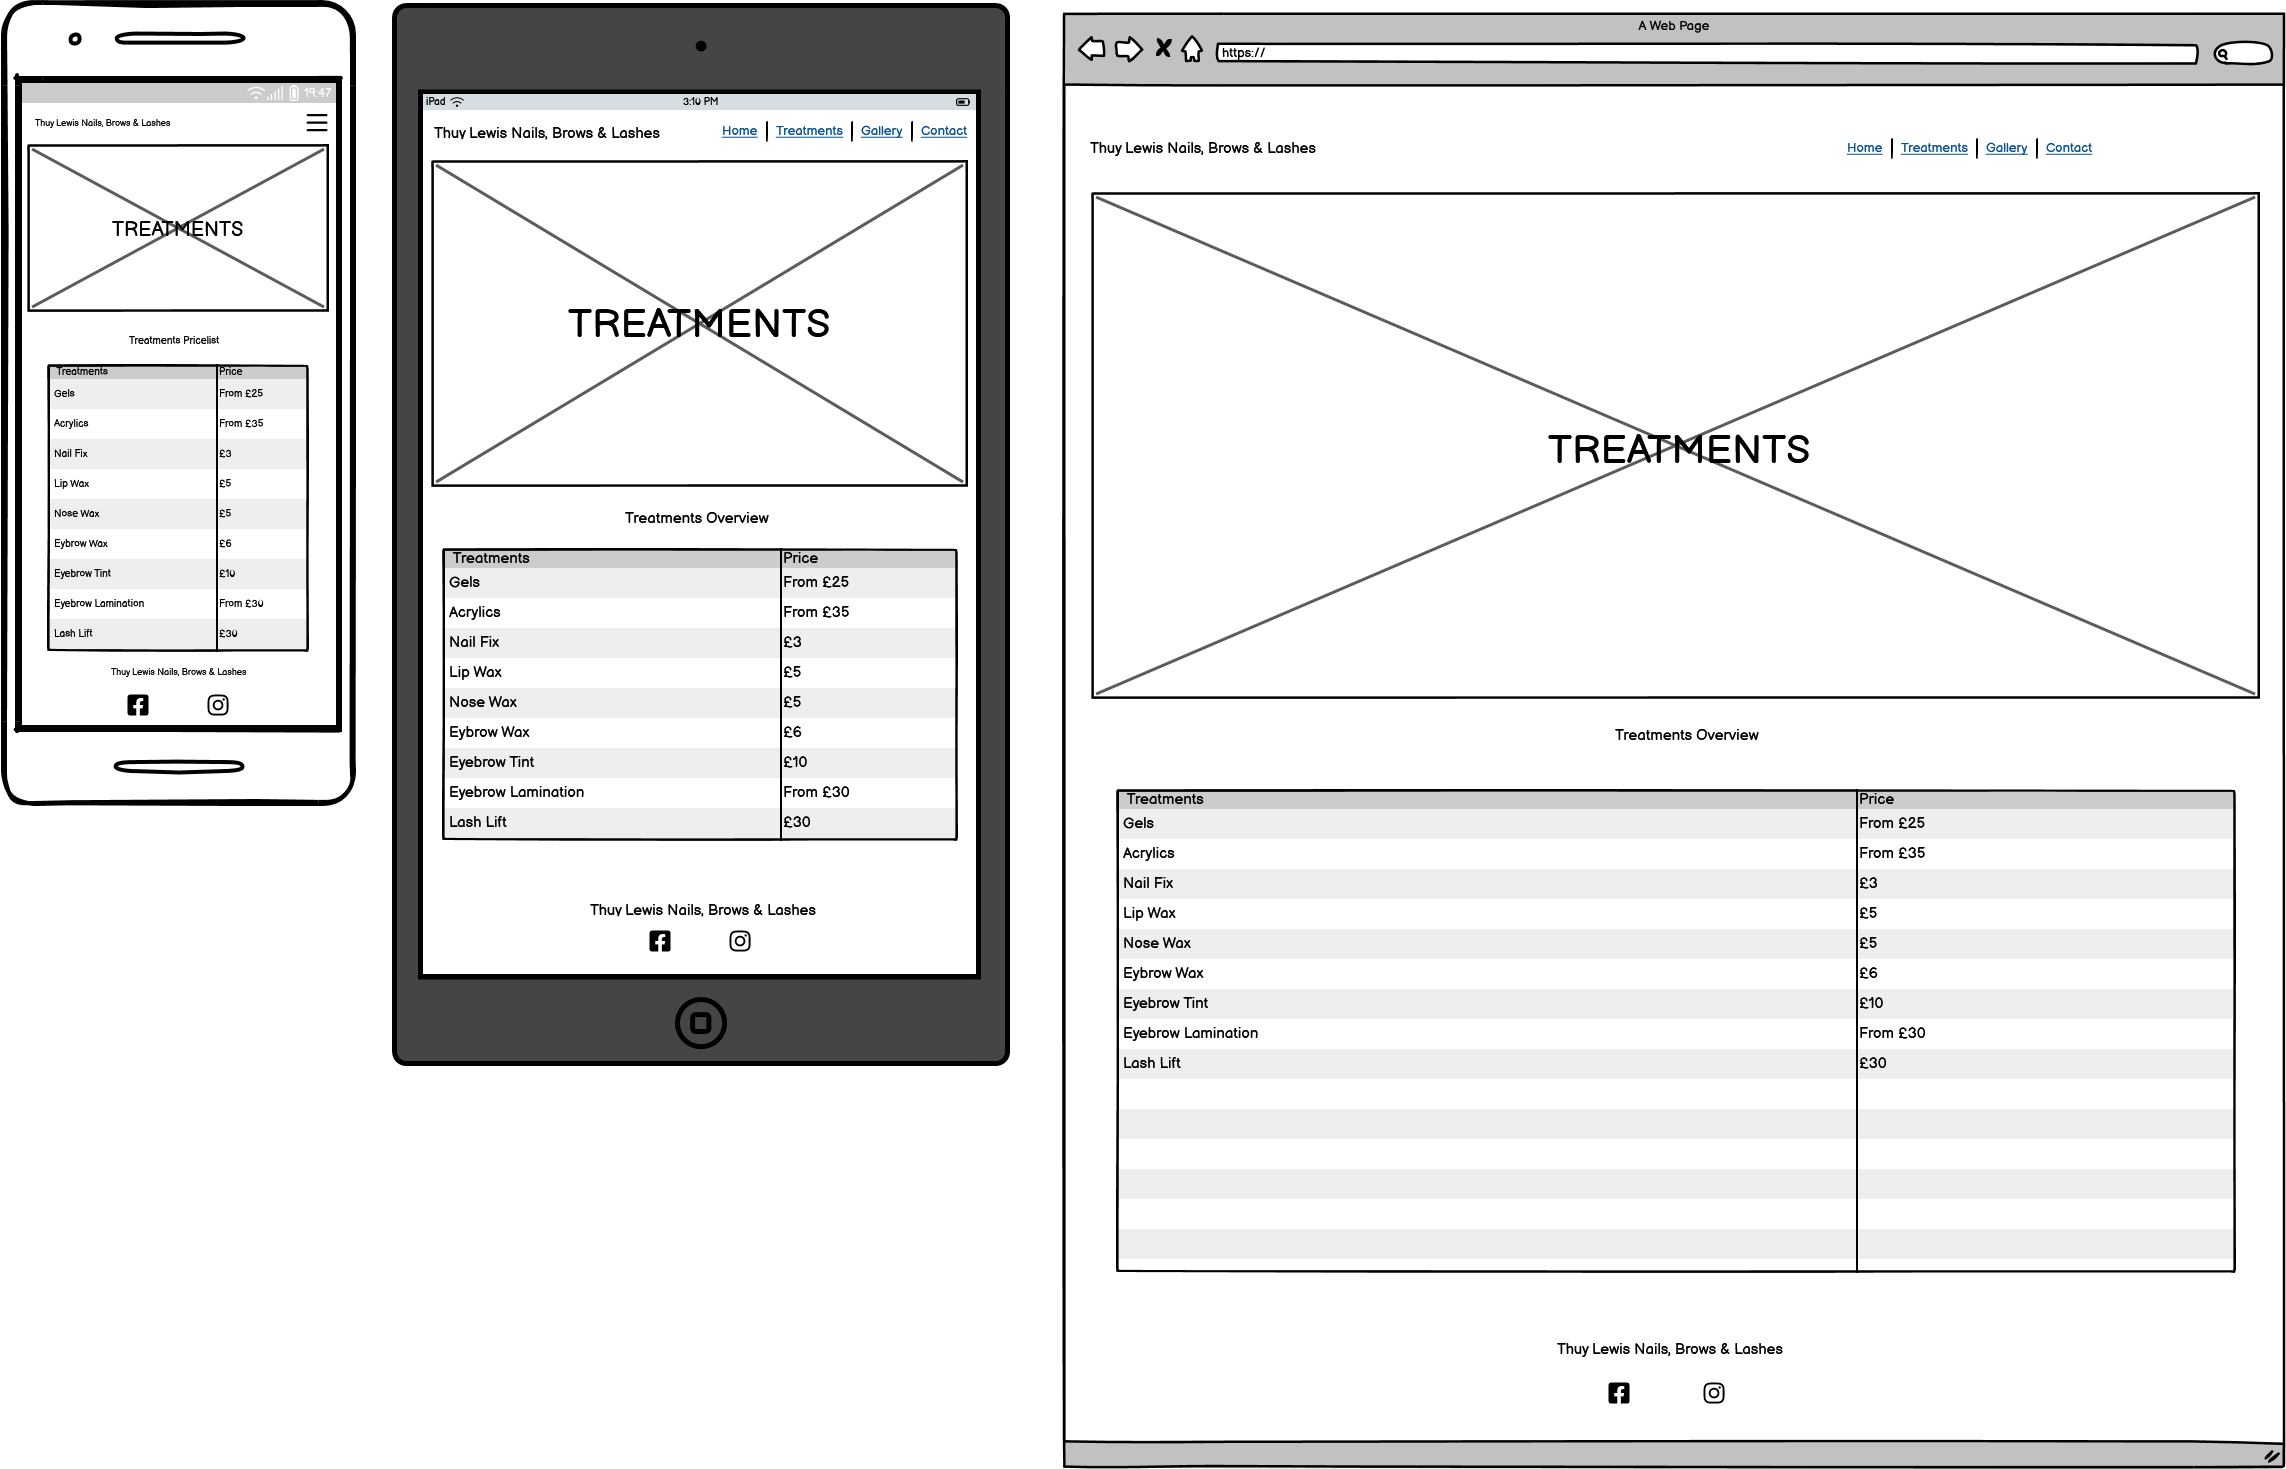 19:47
Thuy Lewis Nails, Brows & Lashes
TREATMENTS
Treatments Pricelist
Treatments Price
Gels From £25
Acrylics From £35
Nail Fix £3
Lip Wax £5
Nose Wax £5
Eybrow Wax £6
Eyebrow Tint £10
Eyebrow Lamination From £30
Lash Lift £30
Thuy Lewis Nails, Brows & Lashes
iPad 3:10 PM
Thuy Lewis Nails, Brows & Lashes Home Treatments Gallery Contact
TREATMENTS
Treatments Overview
Treatments Price
Gels From £25
Acrylics From £35
Nail Fix £3
Lip Wax £5
Nose Wax £5
Eybrow Wax £6
Eyebrow Tint £10
Eyebrow Lamination From £30
Lash Lift £30
Thuy Lewis Nails, Brows & Lashes
A Web Page
https://
Thuy Lewis Nails, Brows & Lashes Home Treatments Gallery Contact
TREATMENTS
Treatments Overview
Treatments Price
Gels From £25
Acrylics From £35
Nail Fix £3
Lip Wax £5
Nose Wax £5
Eybrow Wax £6
Eyebrow Tint £10
Eyebrow Lamination From £30
Lash Lift £30
Thuy Lewis Nails, Brows & Lashes